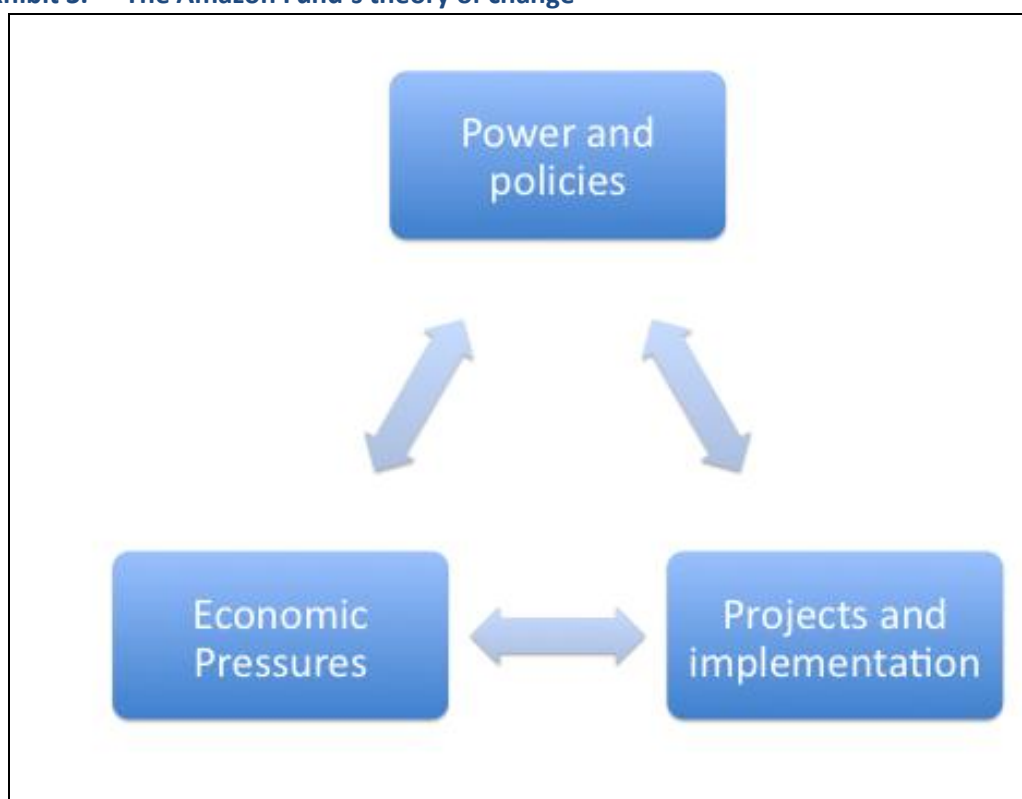 The Amazon Fund's theory of change
Power and
policies
Economic
Pressures
Projects and
implementation